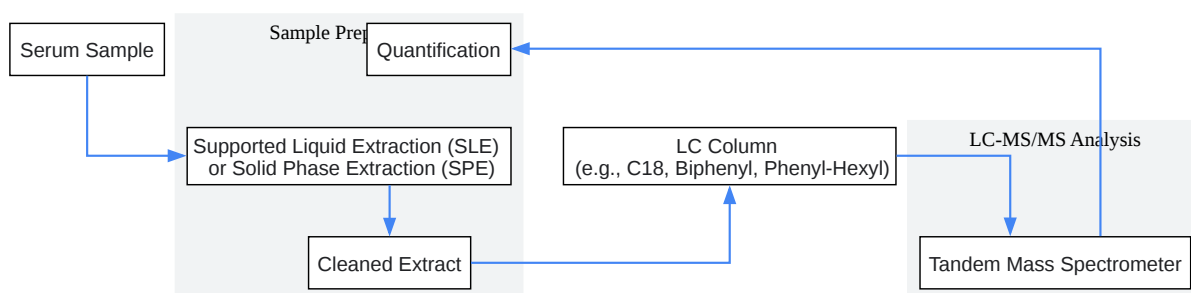 Sample Prep
Serum Sample
Quantification
Supported Liquid Extraction (SLE)
or Solid Phase Extraction (SPE)
LC Column
(e.g., C18, Biphenyl, Phenyl-Hexyl)
LC-MS/MS Analysis
Cleaned Extract
Tandem Mass Spectrometer